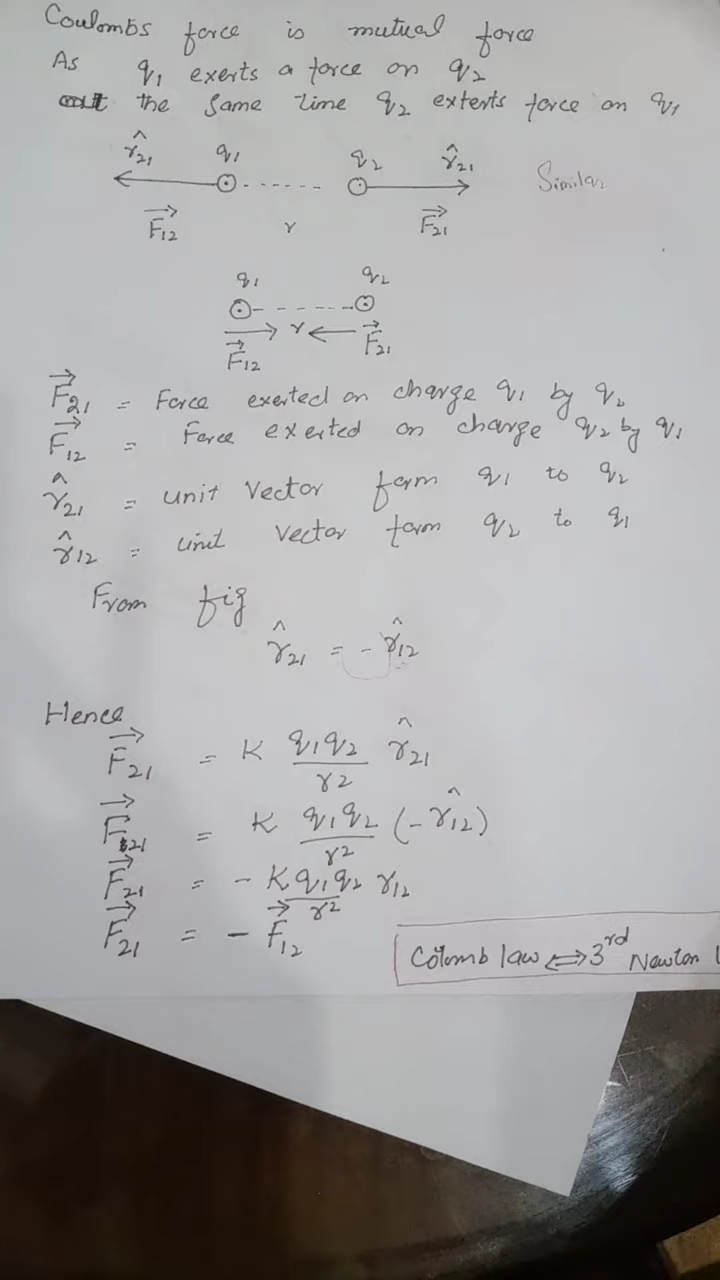 Coulombs force is mutual force
As q₁ exerts a force on q₂
at the same time q₂ exterts force on q₁
r̂₂₁ q₁ q₂ r̂₂₁ Similar
F⃗₁₂ r F⃗₂₁
q₁ q₂
F⃗₁₂ r F⃗₂₁
F⃗₂₁ = Force exerted on charge q₁ by q₂
F⃗₁₂ = Force exerted on charge q₂ by q₁
r̂₂₁ = unit Vector form q₁ to q₂
r̂₁₂ = unit Vector form q₂ to q₁
From fig
r̂₂₁ = - r̂₁₂
Hence
F⃗₂₁ = K q₁q₂/r2 r̂₂₁
F⃗₂₁ = K q₁q₂/r² (-r̂₁₂)
F⃗₂₁ = - K q₁q₂/r² r₁₂
F⃗₂₁ = - F⃗₁₂
Colomb law ⟺ 3rd Newton